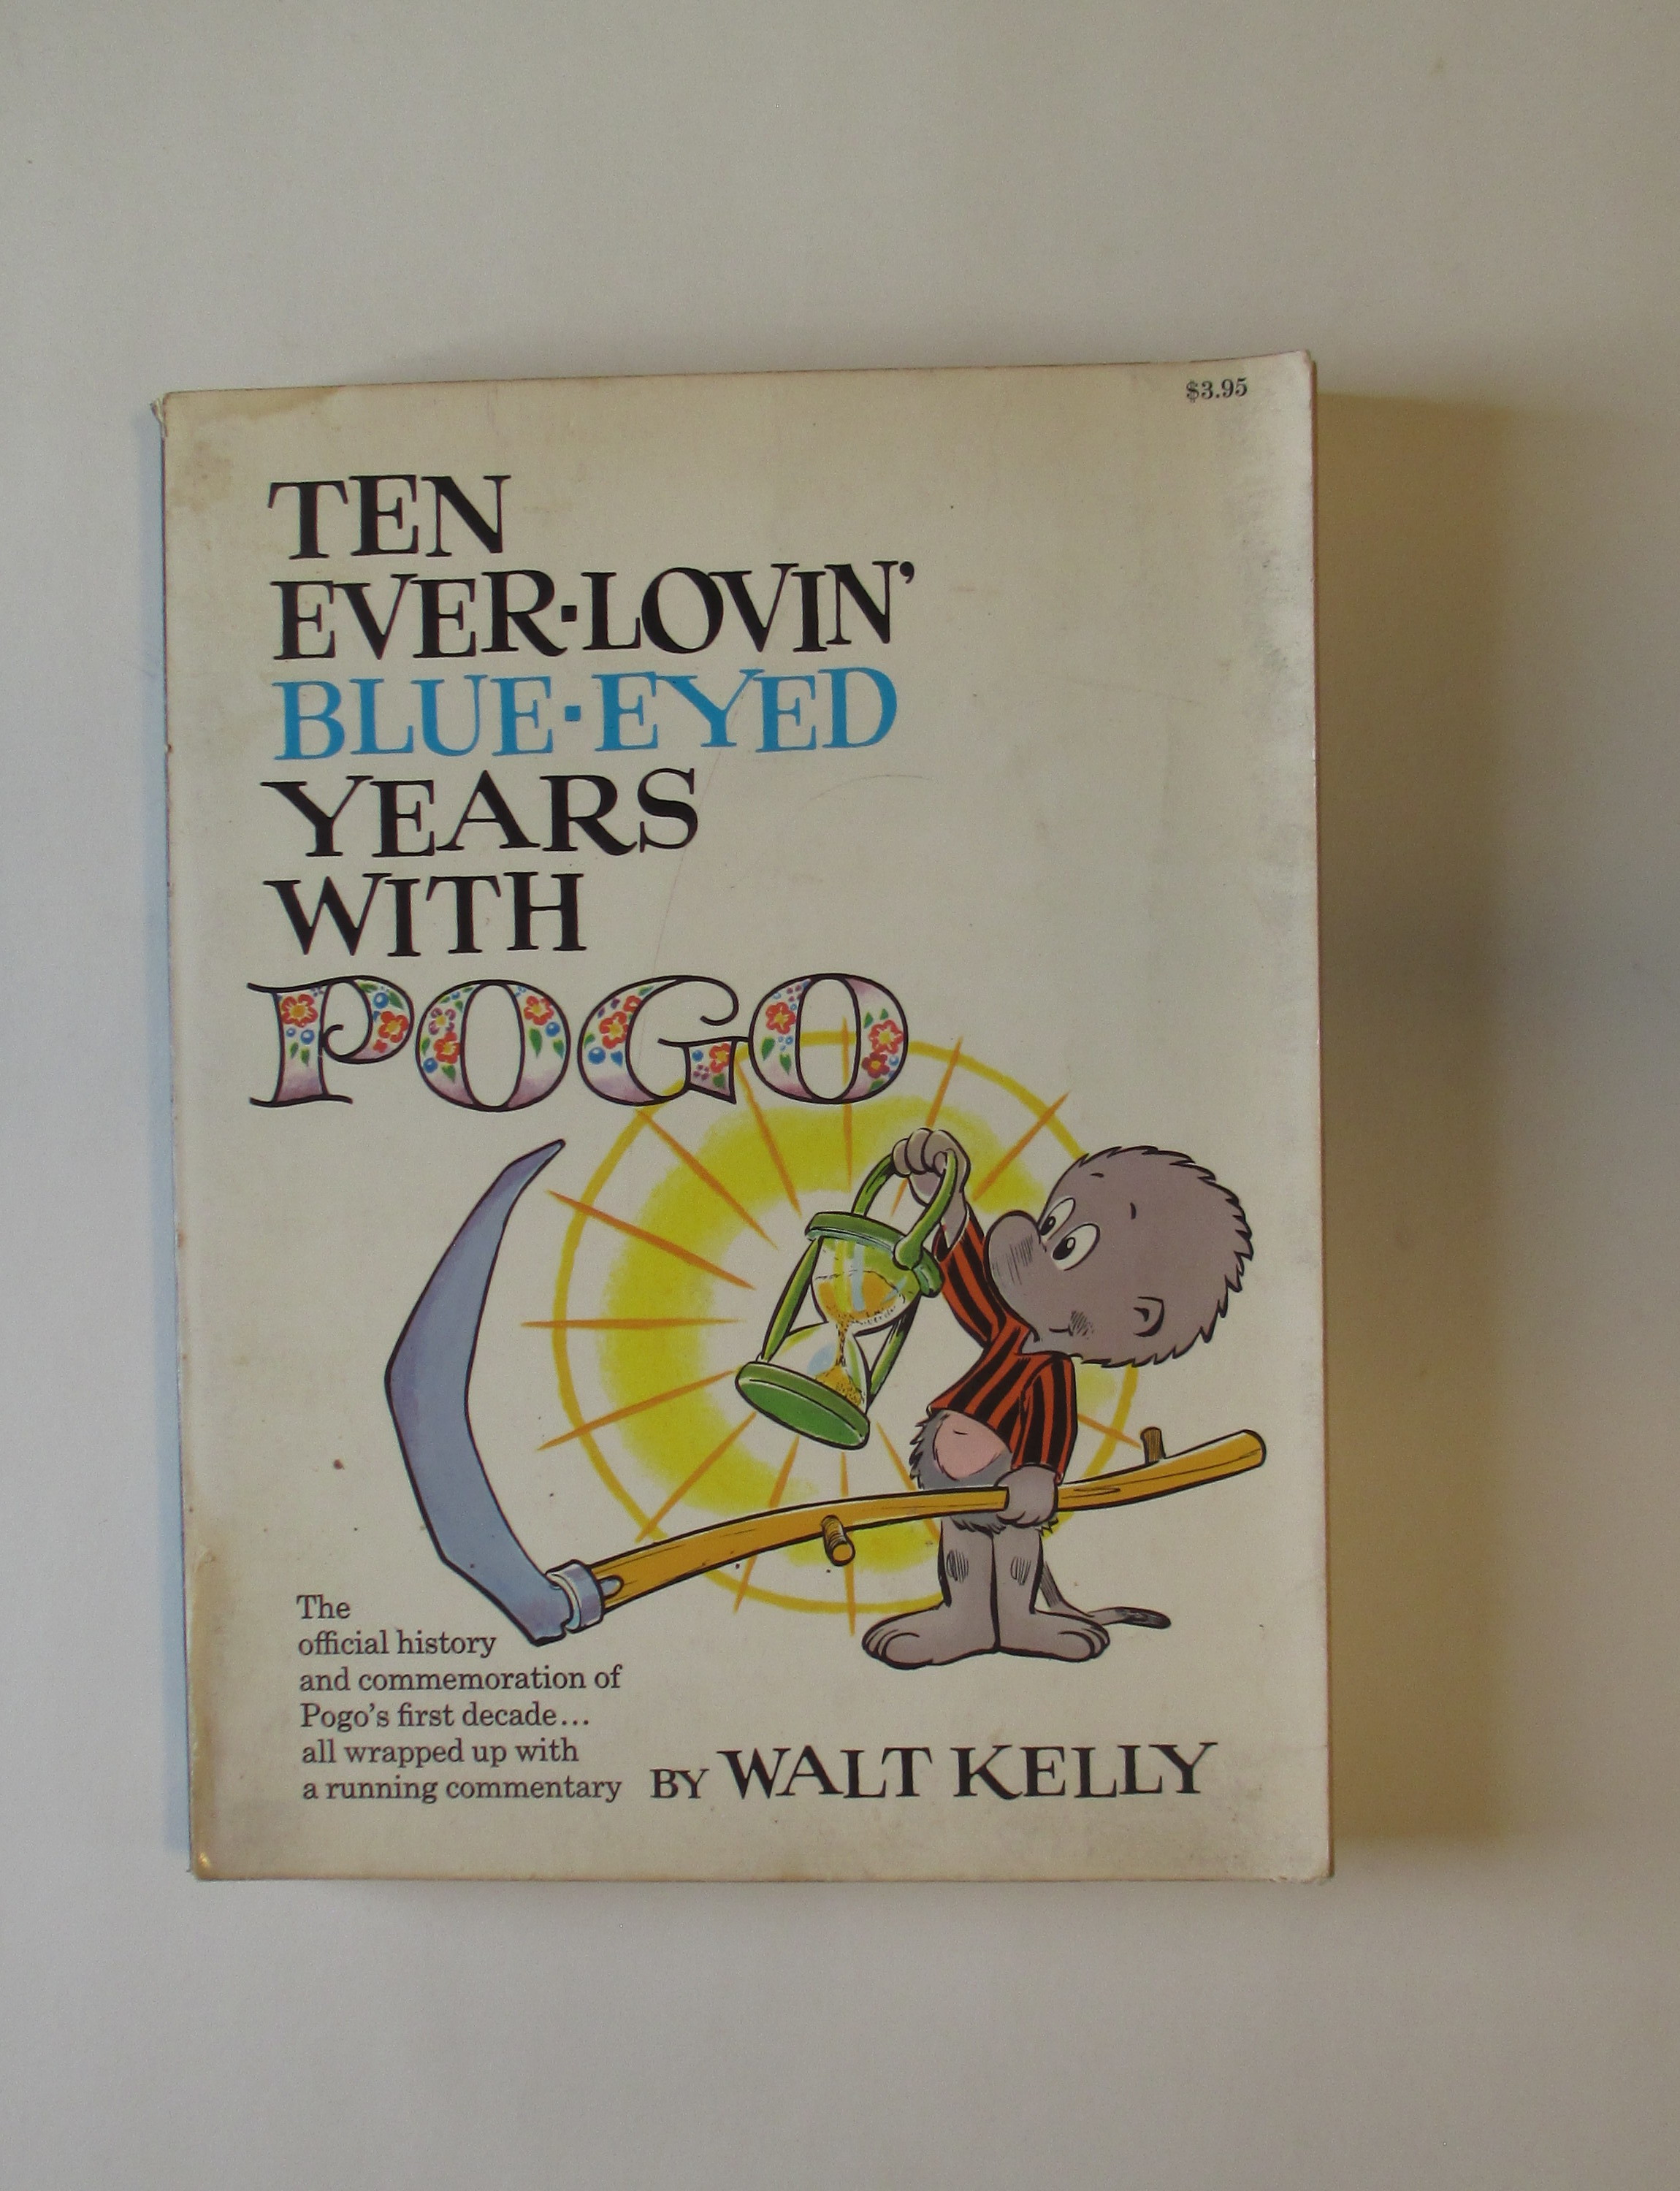 $3.95
TEN
EVER·LOVIN’
BLUE·EYED
YEARS
WITH
POGO
The
official history
and commemoration of
Pogo’s first decade...
all wrapped up with
a running commentary
BY WALT KELLY